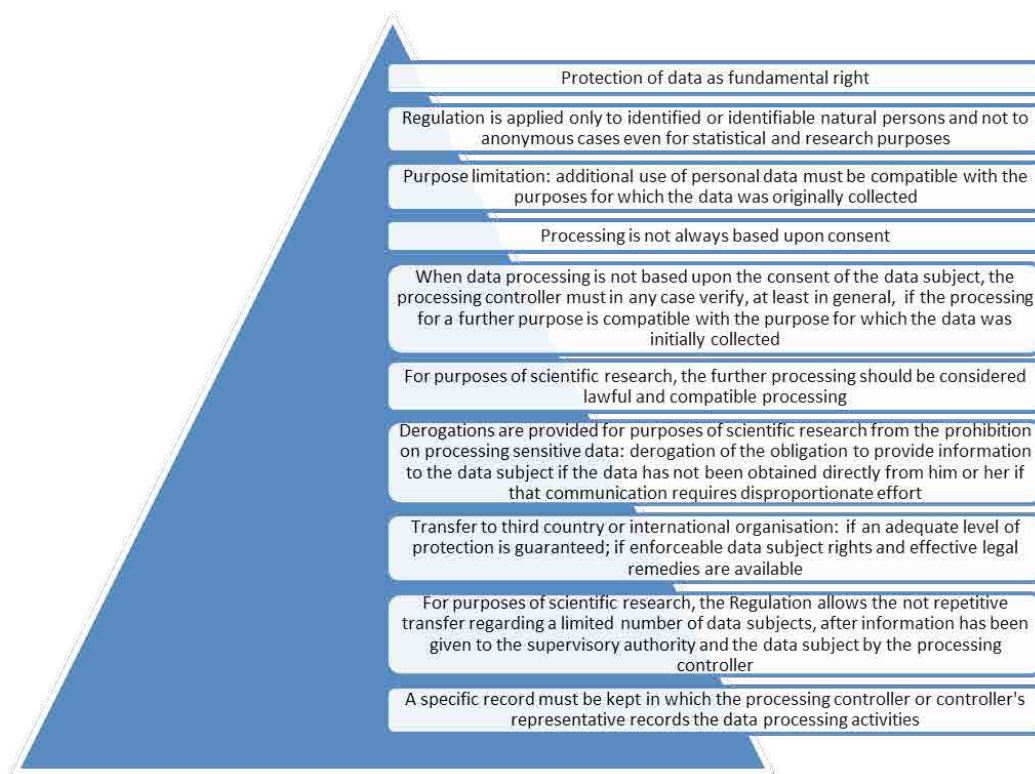 Protection of data as fundamental right
Regulation is applied only to identified or identifiable natural persons and not to
anonymous cases even for statistical and research purposes
Purpose limitation: additional use of personal data must be compatible with the
purposes for which the data was originally collected
Processing is not always based upon consent
When data processing is not based upon the consent of the data subject, the
processing controller must in any case verify, at least in general, if the processing
for a further purpose is compatible with the purpose for which the data was
initially collected
For purposes of scientific research, the further processing should be considered
lawful and compatible processing
Derogations are provided for purposes of scientific research from the prohibition
on processing sensitive data: derogation of the obligation to provide information
to the data subject if the data has not been obtained directly from him or her if
that communication requires disproportionate effort
Transfer to third country or international organisation: if an adequate level of
protection is guaranteed; if enforceable data subject rights and effective legal
remedies are available
For purposes of scientific research, the Regulation allows the not repetitive
transfer regarding a limited number of data subjects, after information has been
given to the supervisory authority and the data subject by the processing
controller
A specific record must be kept in which the processing controller or controller's
representative records the data processing activities